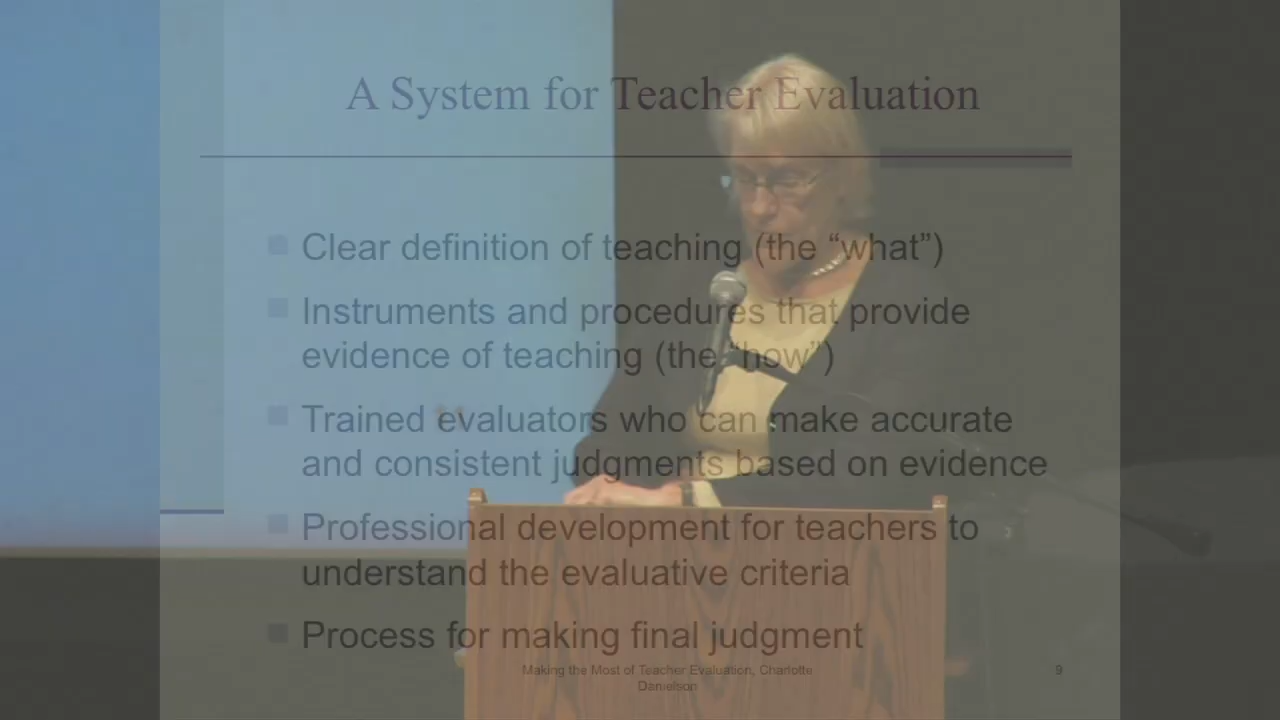 A System for Teacher Evaluation
Clear definition of teaching (the “what”)
Instruments and procedures that provide
evidence of teaching (the “how”)
Trained evaluators who can make accurate
and consistent judgments based on evidence
Professional development for teachers to
understand the evaluative criteria
Process for making final judgment
Making the Most of Teacher Evaluation, Charlotte
Danielson
9